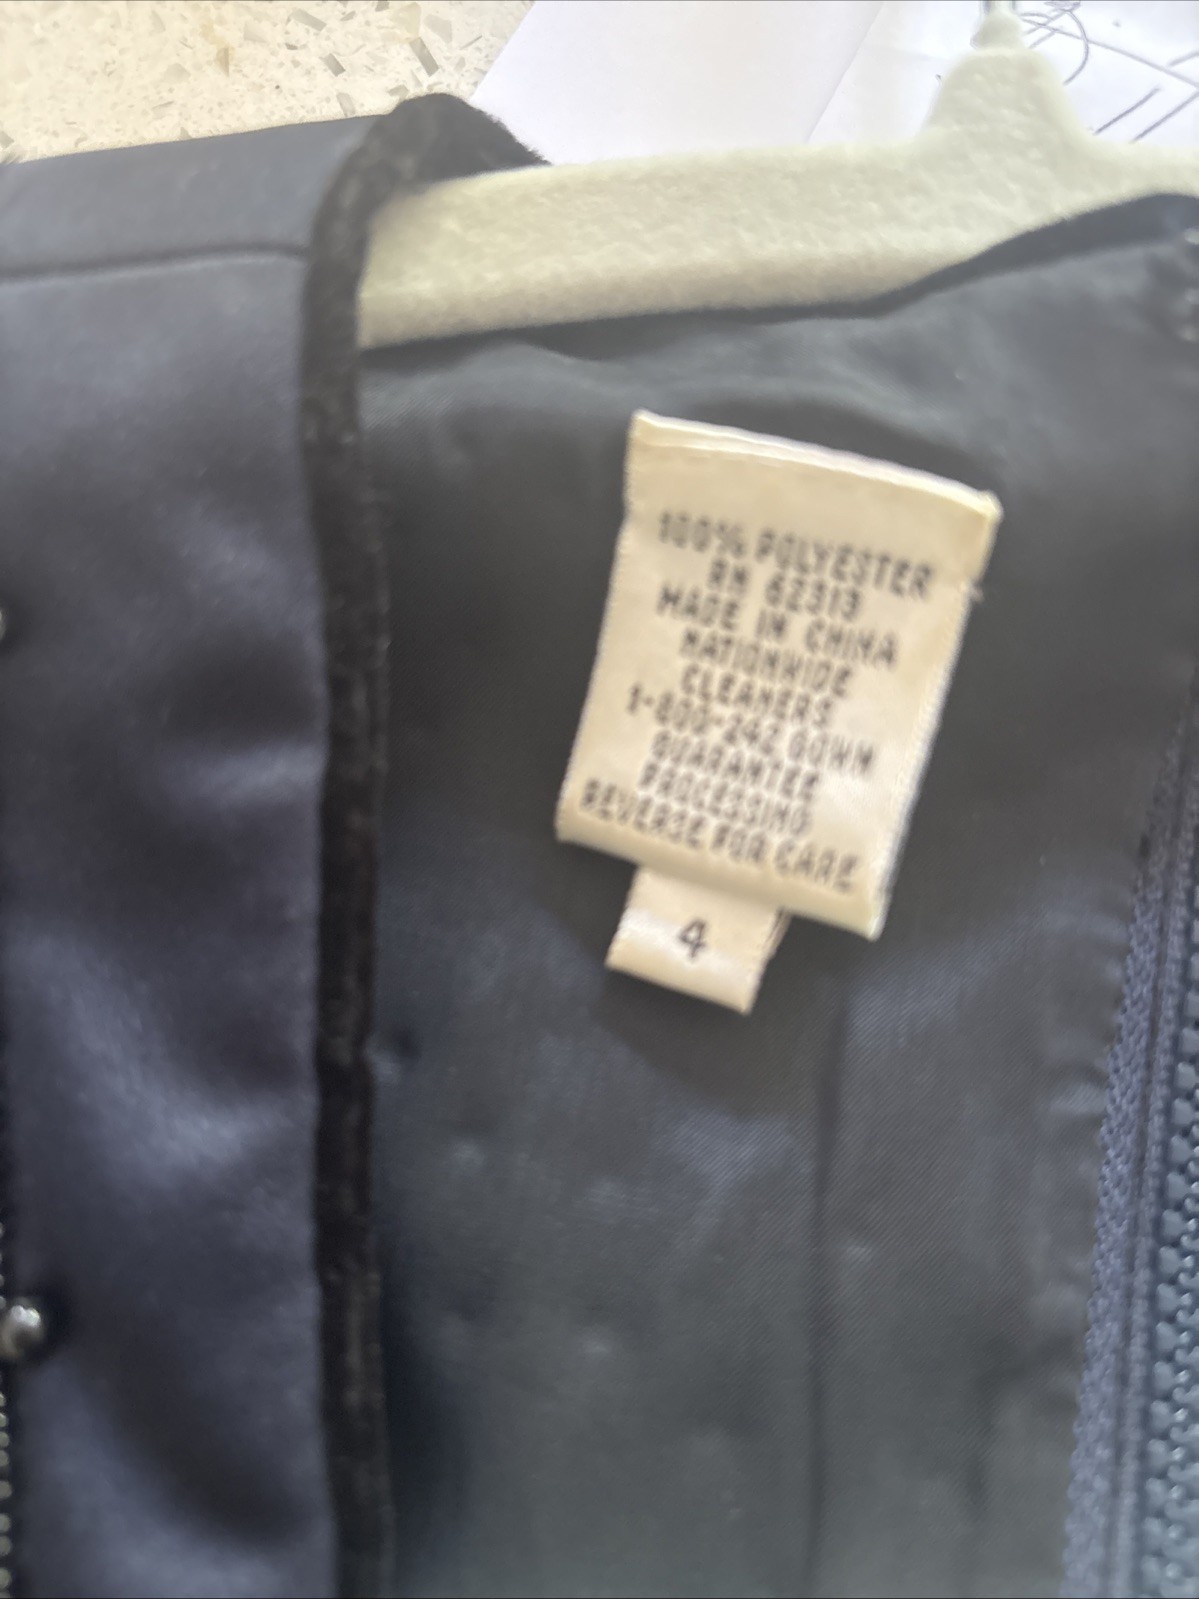 100% POLYESTER
RN 62313
MADE IN CHINA
NATIONWIDE
CLEANERS
1-800-242 GOWN
GUARANTEE
PROCESSING
REVERSE FOR CARE
4